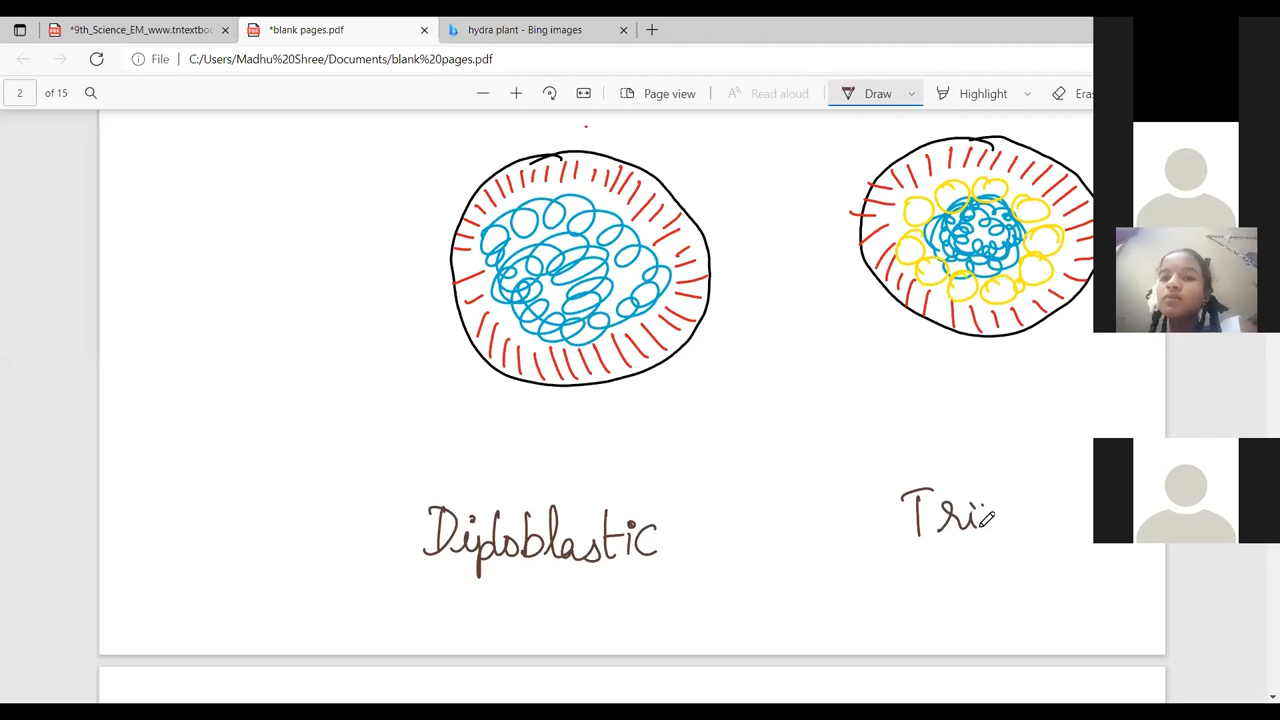 *9th_Science_EM_www.tntextboo
*blank pages.pdf
hydra plant - Bing images
File
C:/Users/Madhu%20Shree/Documents/blank%20pages.pdf
2 of 15
Page view
Read aloud
Draw
Highlight
Eras
Diploblastic
Tri